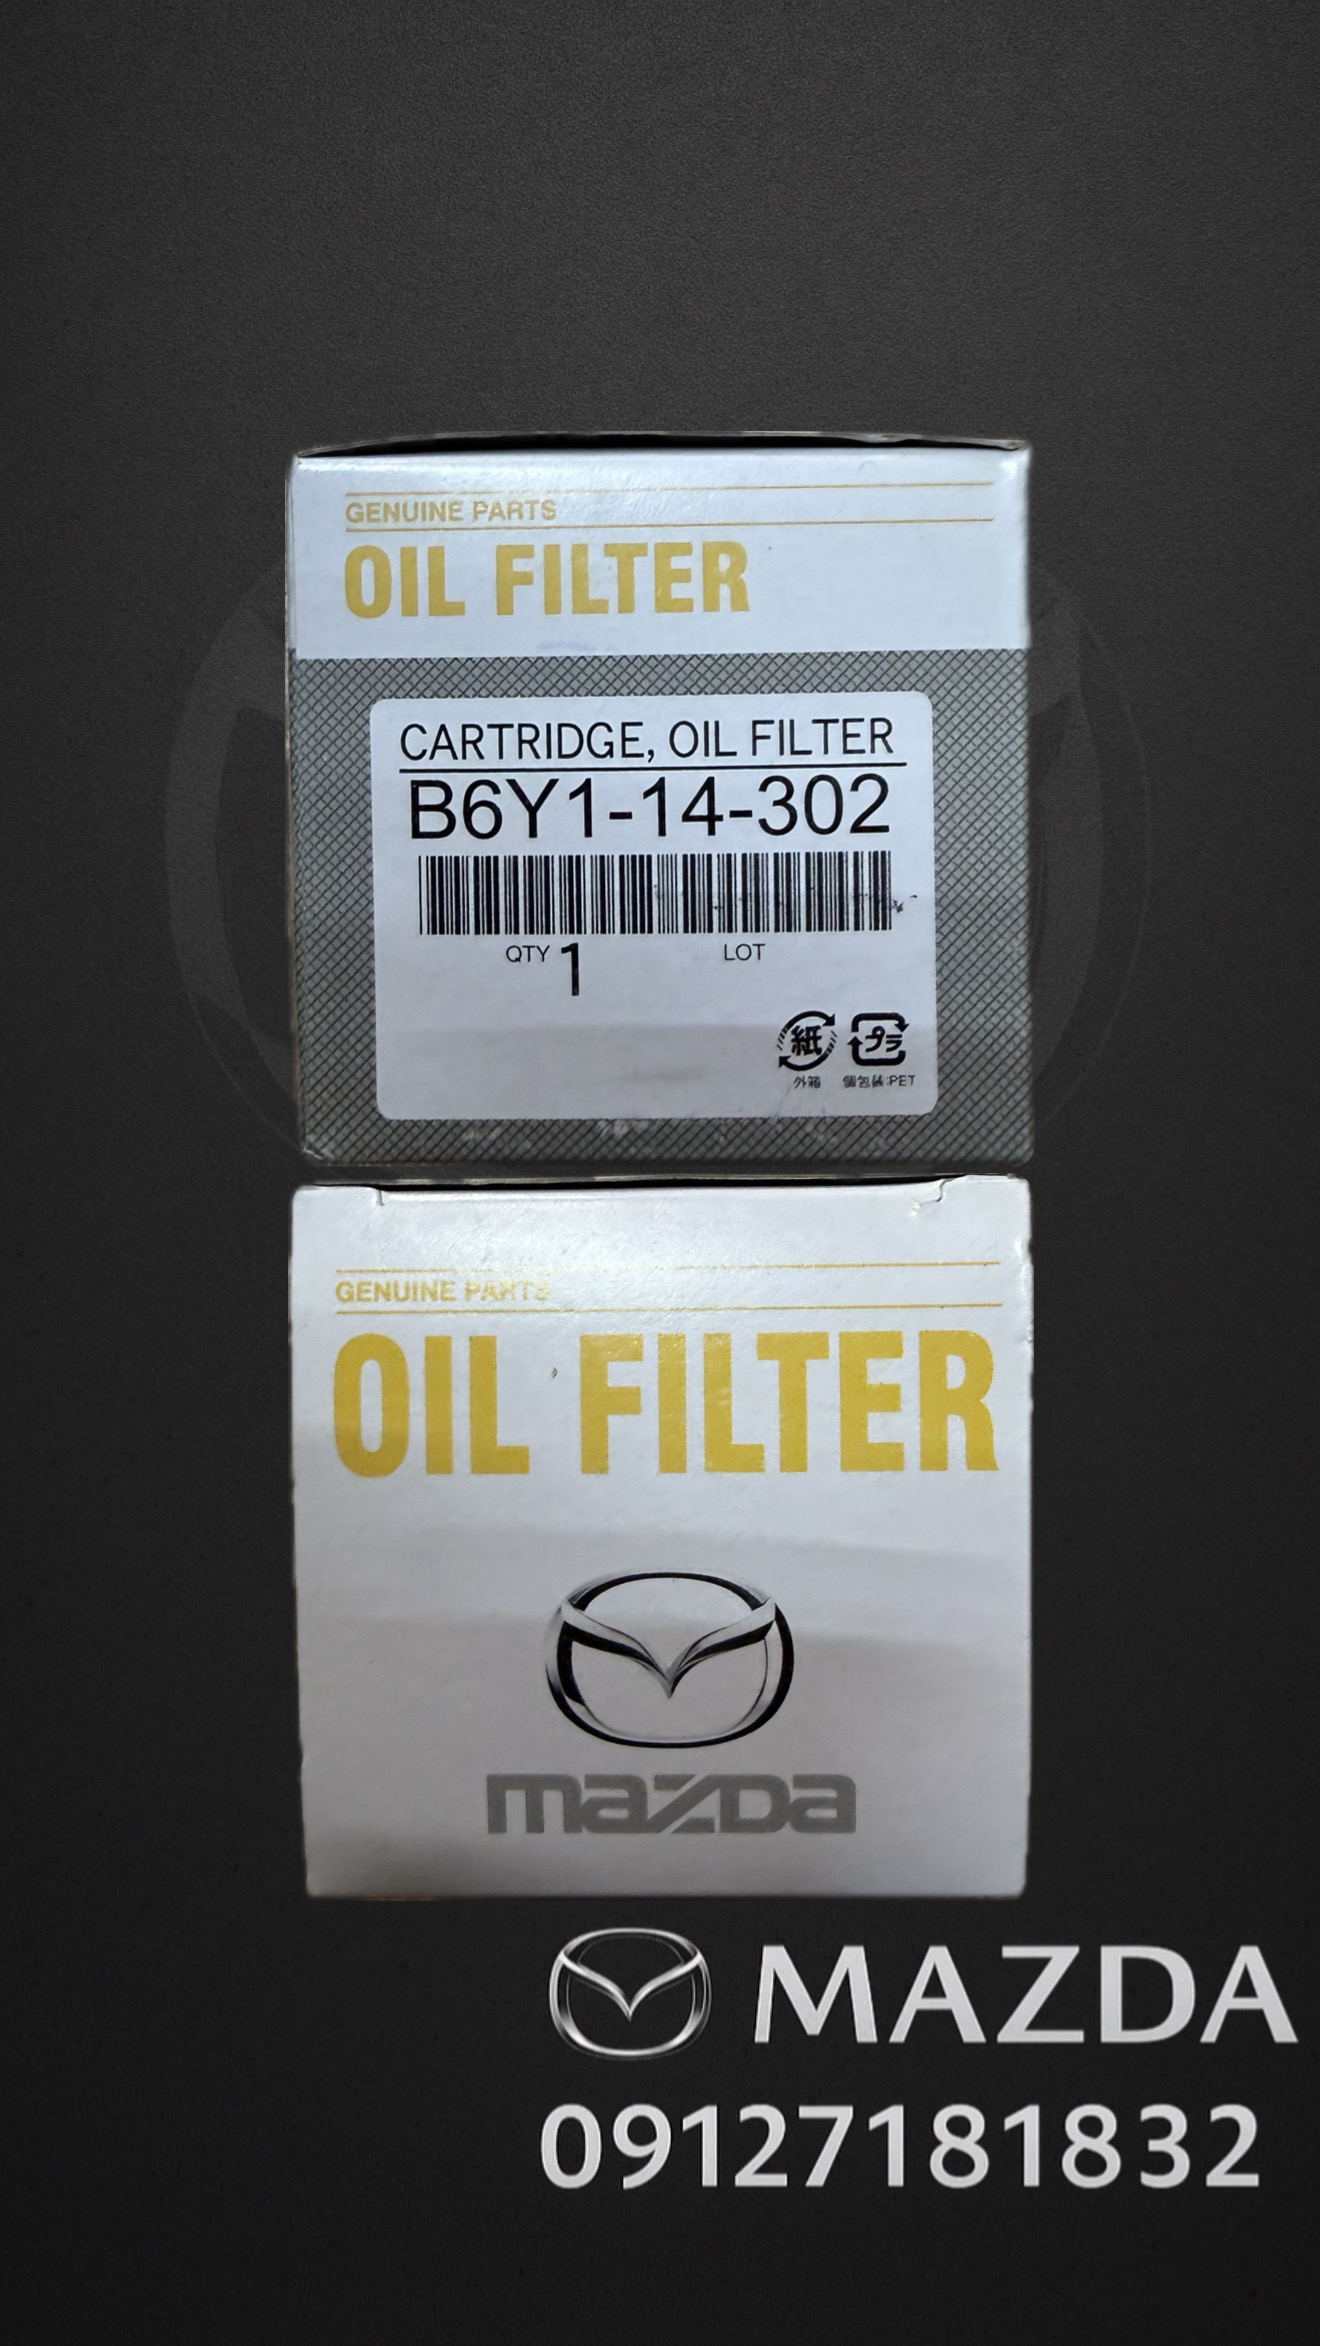 GENUINE PARTS
OIL FILTER
CARTRIDGE, OIL FILTER
B6Y1-14-302
QTY 1 LOT
紙 プラ
外箱 個包装:PET
GENUINE PARTS
OIL FILTER
mazda
MAZDA
09127181832